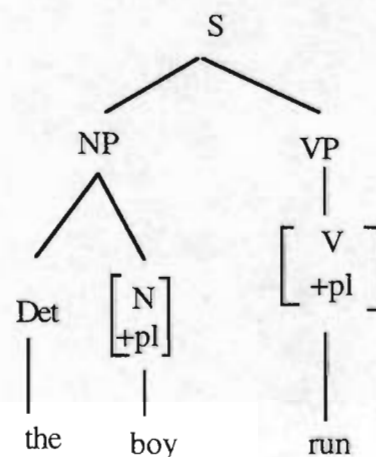 S
NP VP
Det [N +pl] [V +pl]
the boy run